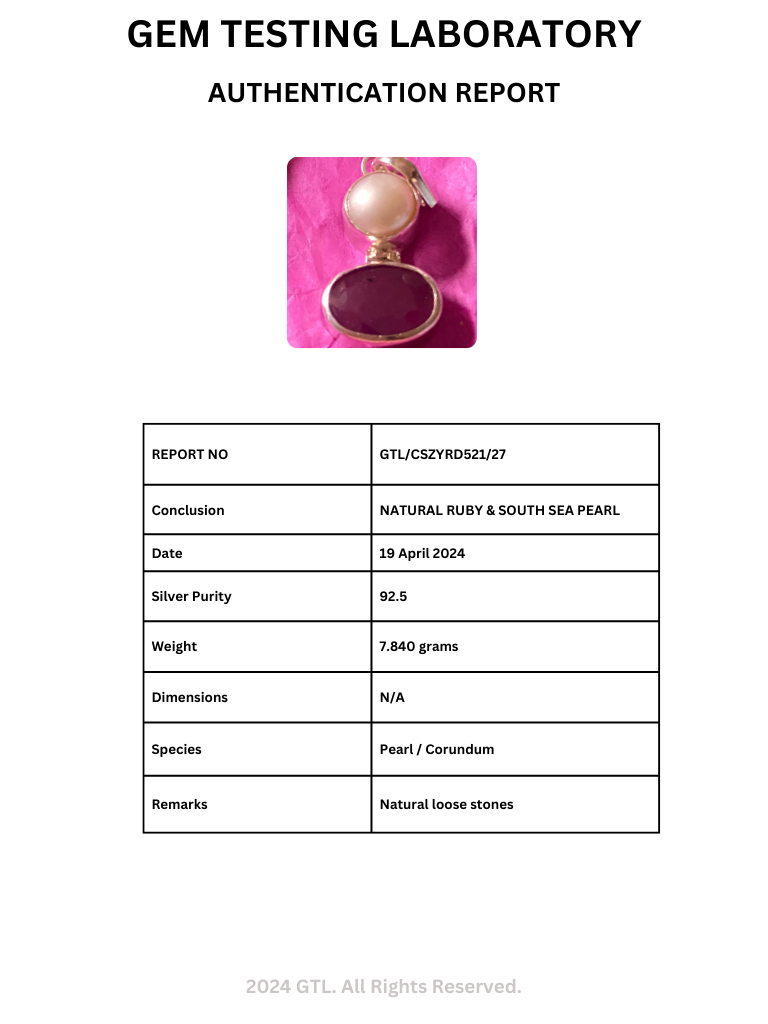 GEM TESTING LABORATORY
AUTHENTICATION REPORT
REPORT NO GTL/CSZYRD521/27
Conclusion NATURAL RUBY & SOUTH SEA PEARL
Date 19 April 2024
Silver Purity 92.5
Weight 7.840 grams
Dimensions N/A
Species Pearl / Corundum
Remarks Natural loose stones
2024 GTL. All Rights Reserved.